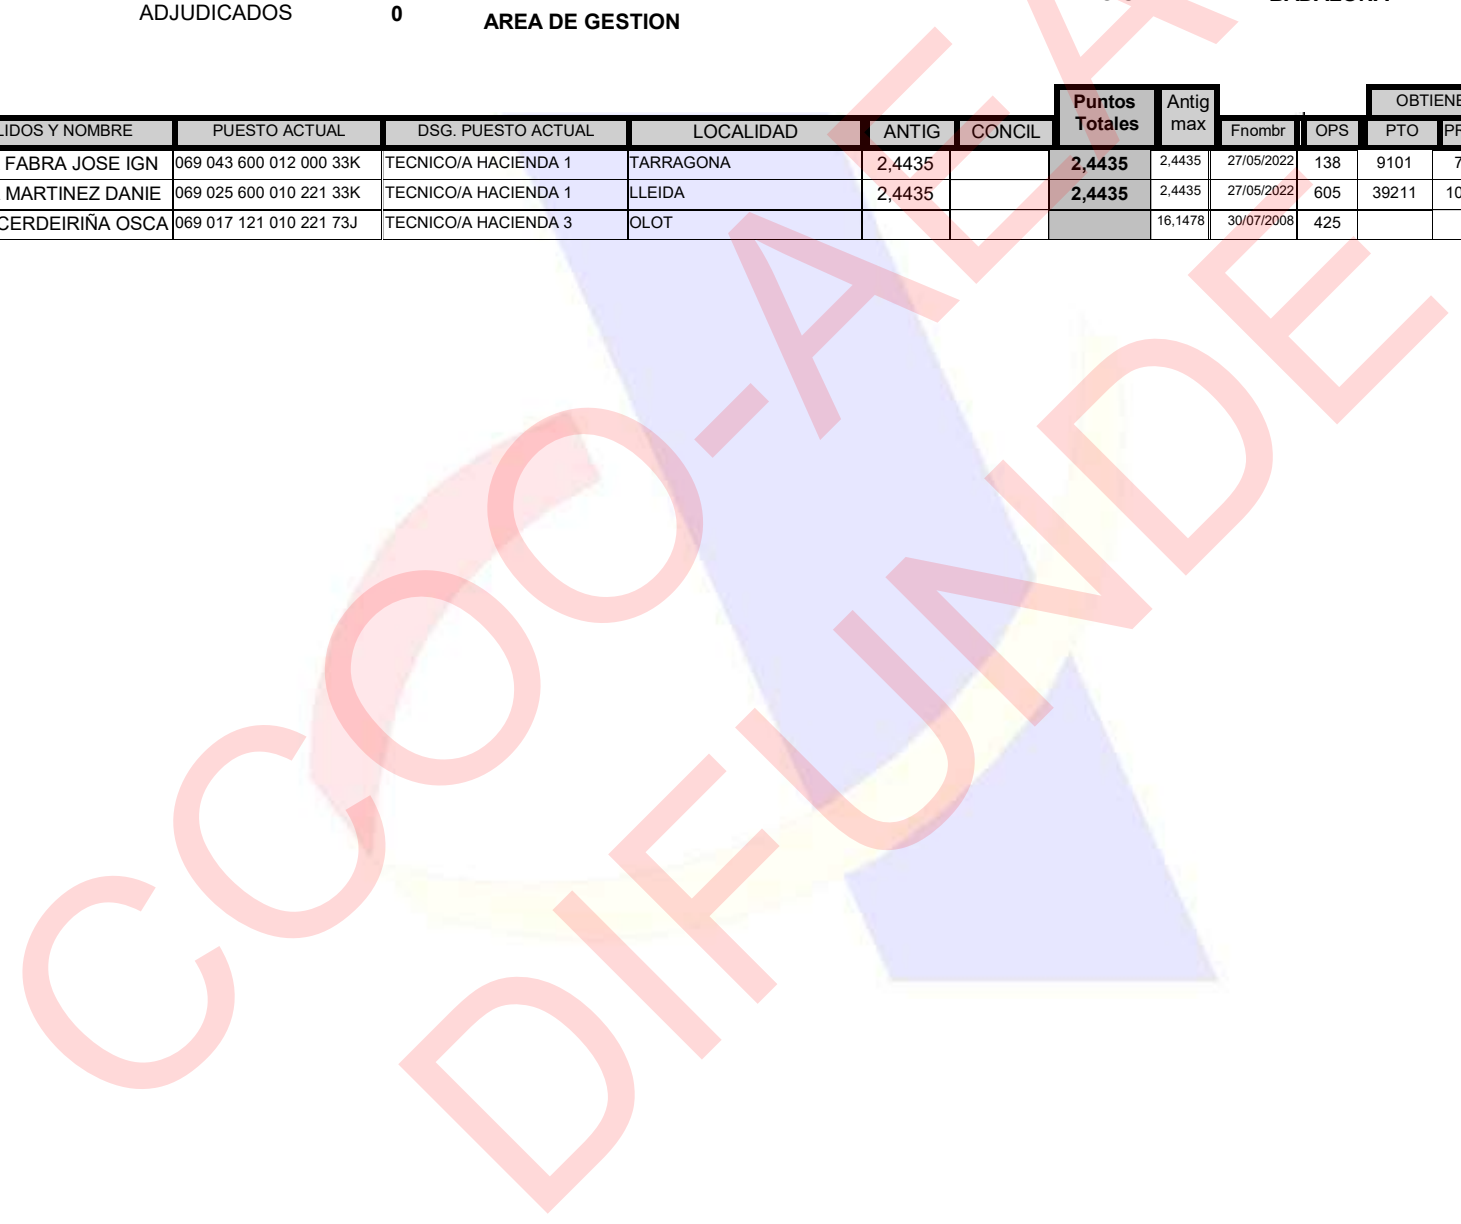 ADJUDICADOS 0 AREA DE GESTION
Puntos Totales Antig max OBTIENE
LIDOS Y NOMBRE PUESTO ACTUAL DSG. PUESTO ACTUAL LOCALIDAD ANTIG CONCIL Fnombr OPS PTO PR
FABRA JOSE IGN 069 043 600 012 000 33K TECNICO/A HACIENDA 1 TARRAGONA 2,4435 2,4435 2,4435 27/05/2022 138 9101 7
MARTINEZ DANIE 069 025 600 010 221 33K TECNICO/A HACIENDA 1 LLEIDA 2,4435 2,4435 2,4435 27/05/2022 605 39211 10
CERDEIRIÑA OSCA 069 017 121 010 221 73J TECNICO/A HACIENDA 3 OLOT 16,1478 30/07/2008 425
CCOO-AEA
DIFUNDE